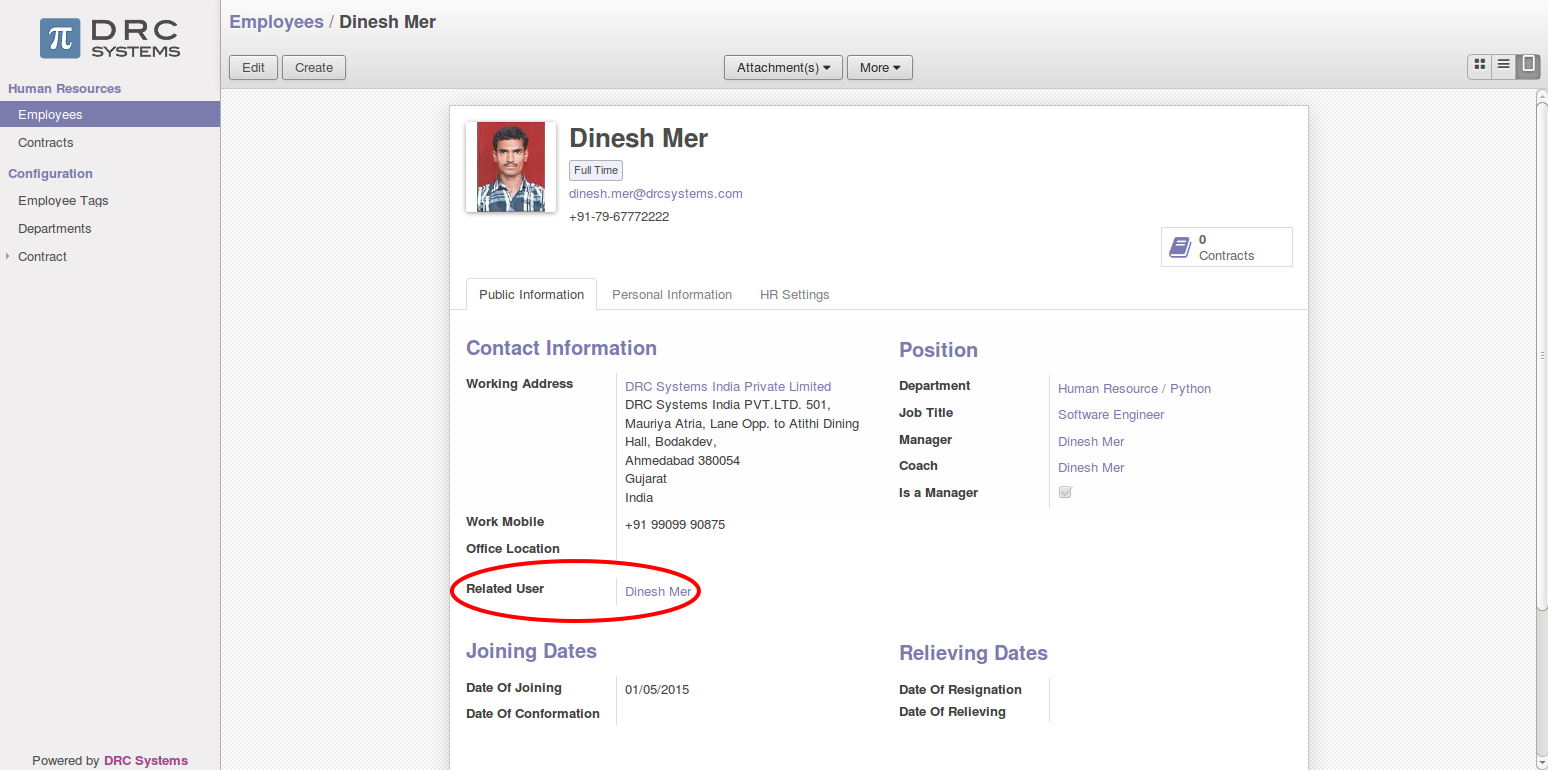 π DRC
SYSTEMS
Human Resources
Employees
Contracts
Configuration
Employee Tags
Departments
Contract
Powered by DRC Systems
Employees / Dinesh Mer
Edit Create Attachment(s) More
Dinesh Mer
Full Time
dinesh.mer@drcsystems.com
+91-79-67772222
0
Contracts
Public Information Personal Information HR Settings
Contact Information
Working Address DRC Systems India Private Limited
DRC Systems India PVT.LTD. 501,
Mauriya Atria, Lane Opp. to Atithi Dining
Hall, Bodakdev,
Ahmedabad 380054
Gujarat
India
Work Mobile +91 99099 90875
Office Location
Related User Dinesh Mer
Position
Department Human Resource / Python
Job Title Software Engineer
Manager Dinesh Mer
Coach Dinesh Mer
Is a Manager
Joining Dates
Date Of Joining 01/05/2015
Date Of Conformation
Relieving Dates
Date Of Resignation
Date Of Relieving